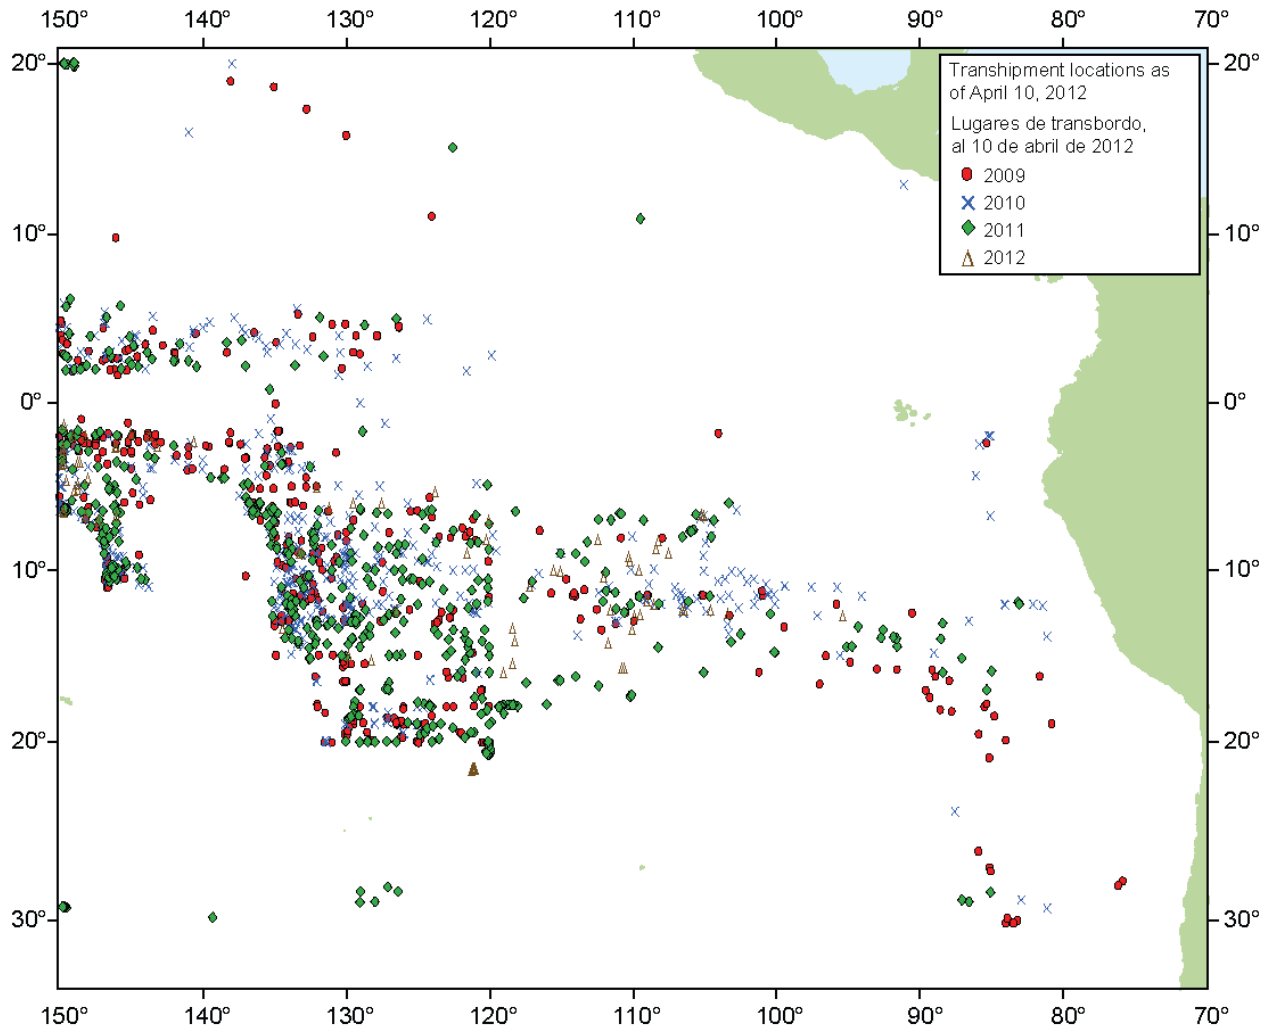 150° 140° 130° 120° 110° 100° 90° 80° 70°
20° 20°
Transhipment locations as
of April 10, 2012
Lugares de transbordo,
al 10 de abril de 2012
2009
2010
2011
2012
10° 10°
0° 0°
10° 10°
20° 20°
30° 30°
150° 140° 130° 120° 110° 100° 90° 80° 70°